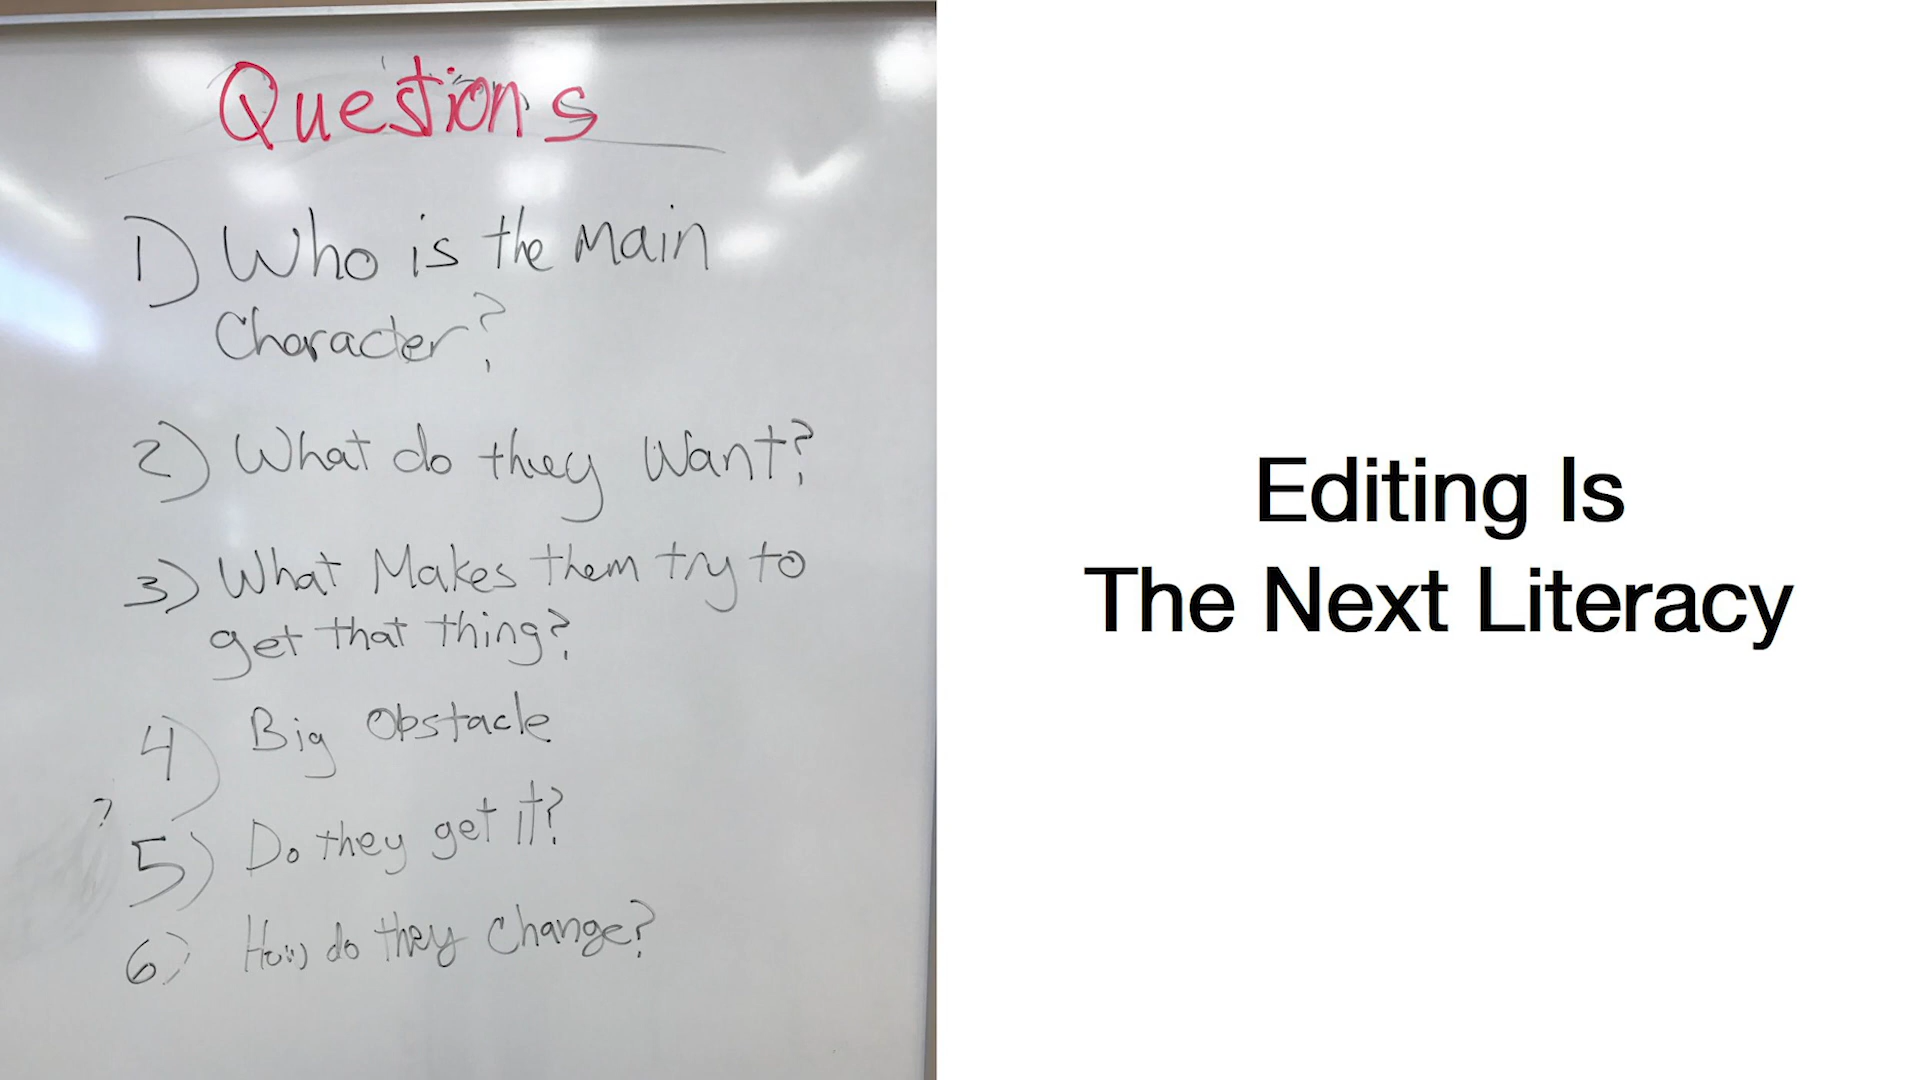 Questions
1) Who is the Main
Character?
2) What do they Want?
3) What Makes them try to
get that thing?
4) Big Obstacle
?
5) Do they get it?
6) How do they Change?
Editing Is
The Next Literacy